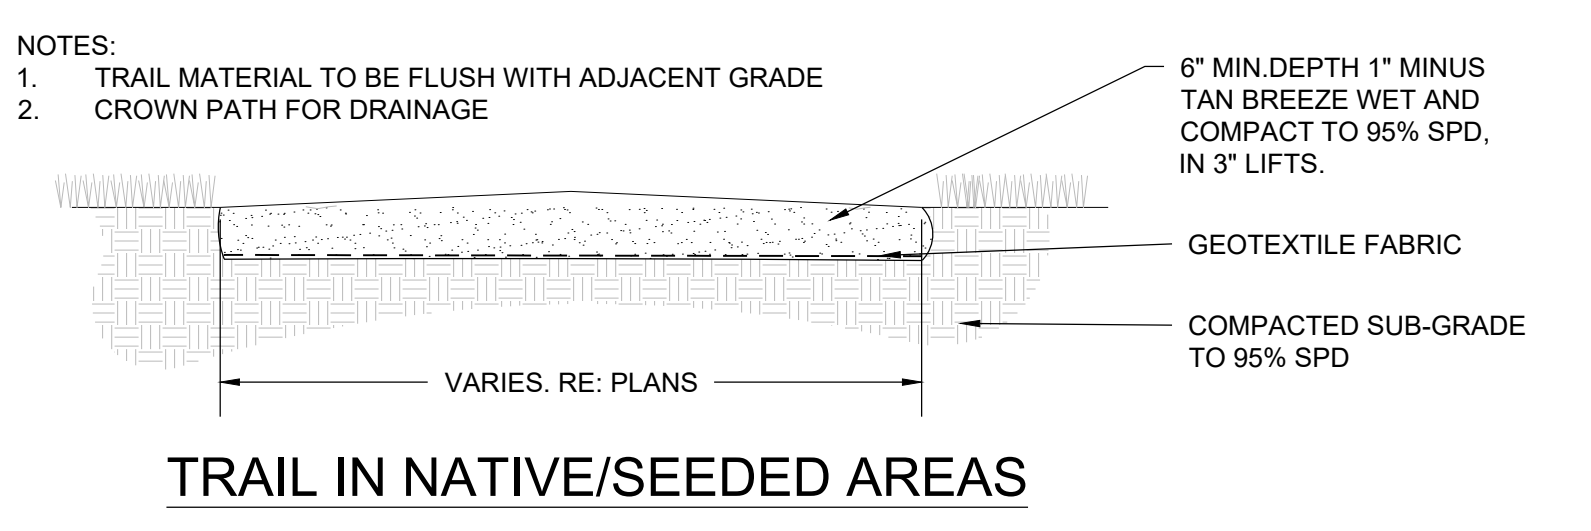 NOTES:
1. TRAIL MATERIAL TO BE FLUSH WITH ADJACENT GRADE
2. CROWN PATH FOR DRAINAGE
6" MIN.DEPTH 1" MINUS
TAN BREEZE WET AND
COMPACT TO 95% SPD,
IN 3" LIFTS.
GEOTEXTILE FABRIC
COMPACTED SUB-GRADE
TO 95% SPD
VARIES. RE: PLANS
TRAIL IN NATIVE/SEEDED AREAS